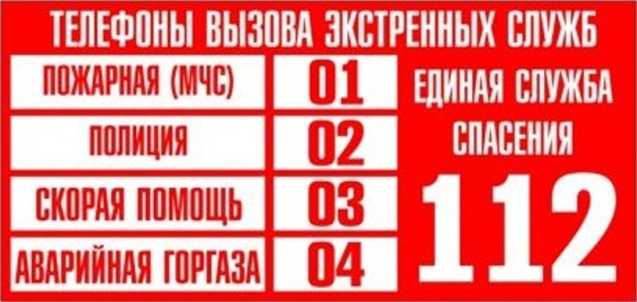 ТЕЛЕФОНЫ ВЫЗОВА ЭКСТРЕННЫХ СЛУЖБ
ПОЖАРНАЯ (МЧС) 01
ПОЛИЦИЯ 02
СКОРАЯ ПОМОЩЬ 03
АВАРИЙНАЯ ГОРГАЗА 04
ЕДИНАЯ СЛУЖБА
СПАСЕНИЯ
112